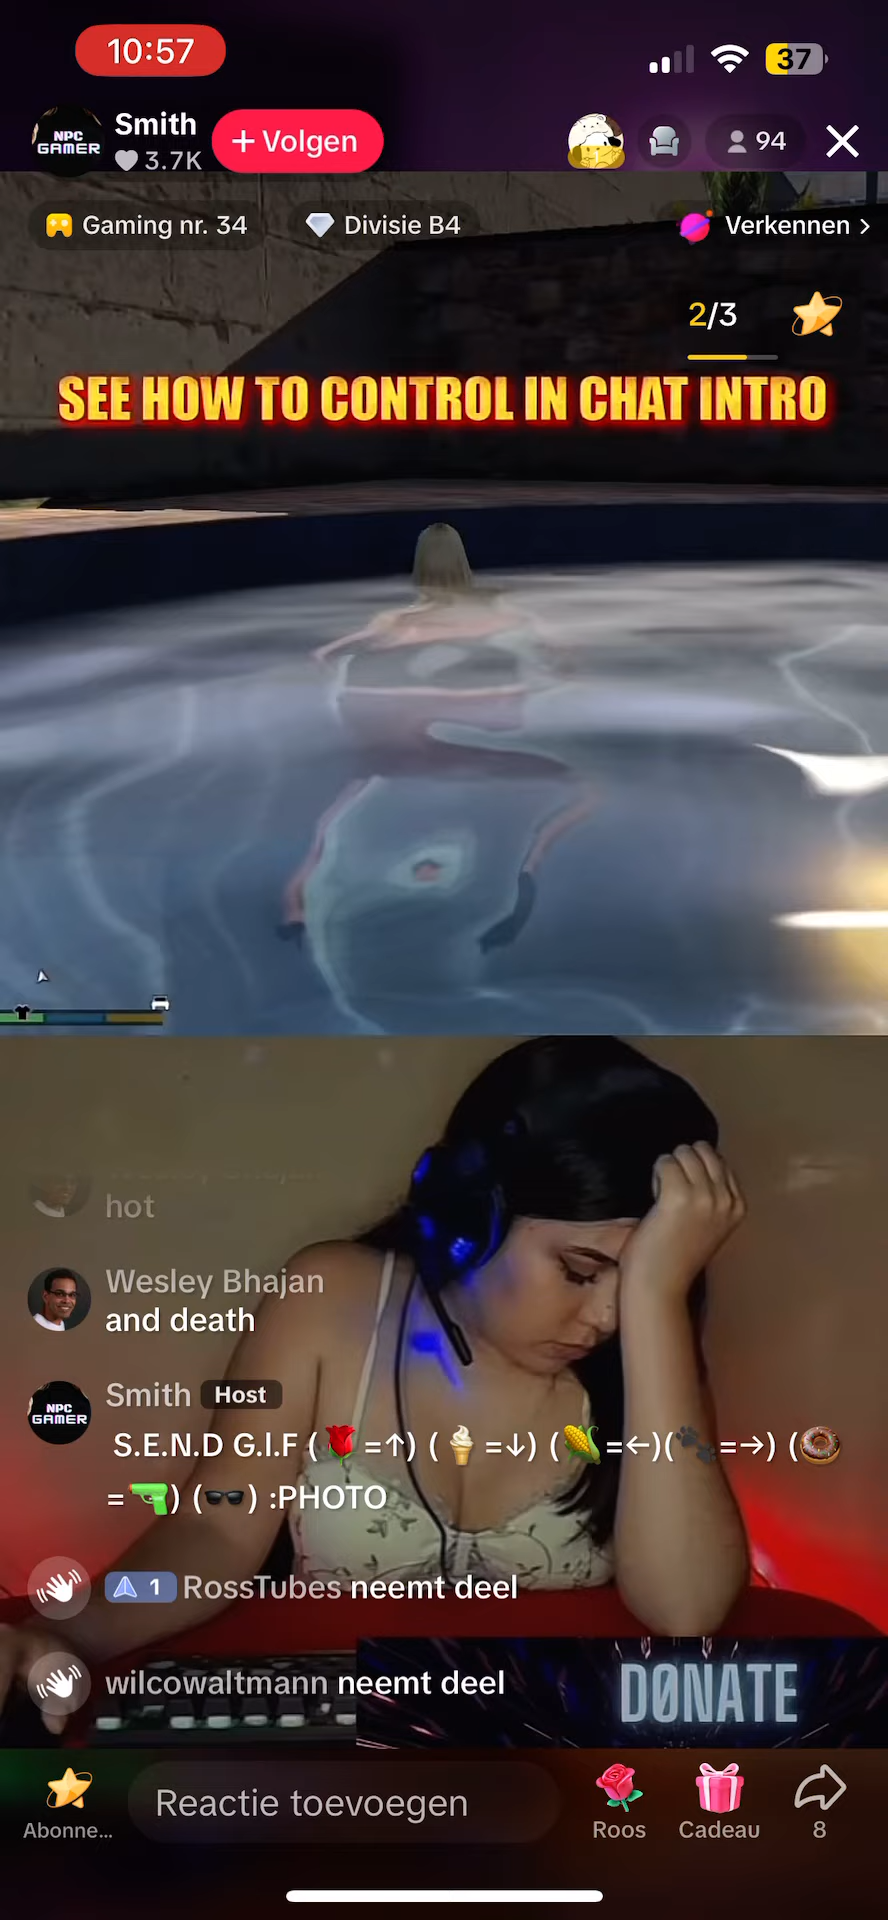 10:57
37
NPC
GAMER
Smith
3.7K
+ Volgen
94
Gaming nr. 34
Divisie B4
Verkennen >
2/3
SEE HOW TO CONTROL IN CHAT INTRO
hot
Wesley Bhajan
and death
NPC
GAMER
Smith Host
S.E.N.D G.I.F (🌹=↑) (🍦=↓) (🌽=←)(🐾=→) (🍩
=🔫) (🕶️) :PHOTO
1 RossTubes neemt deel
wilcowaltmann neemt deel
DONATE
Abonne...
Reactie toevoegen
Roos
Cadeau
8